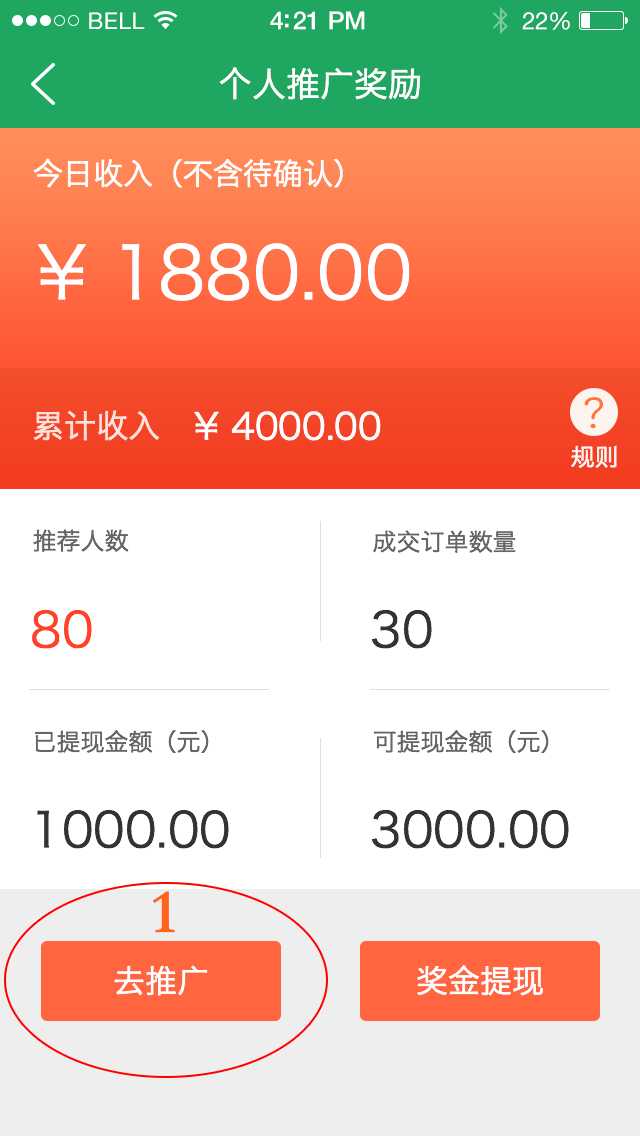 BELL 4:21 PM 22%
个人推广奖励
今日收入（不含待确认）
¥ 1880.00
累计收入 ¥ 4000.00
?
规则
推荐人数 成交订单数量
80 30
已提现金额（元） 可提现金额（元）
1000.00 3000.00
1
去推广 奖金提现